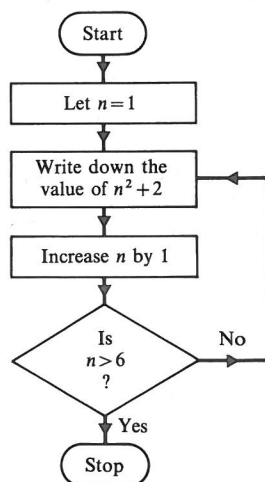 Start
Let n=1
Write down the
value of n²+2
Increase n by 1
Is
n>6
?
No
Yes
Stop